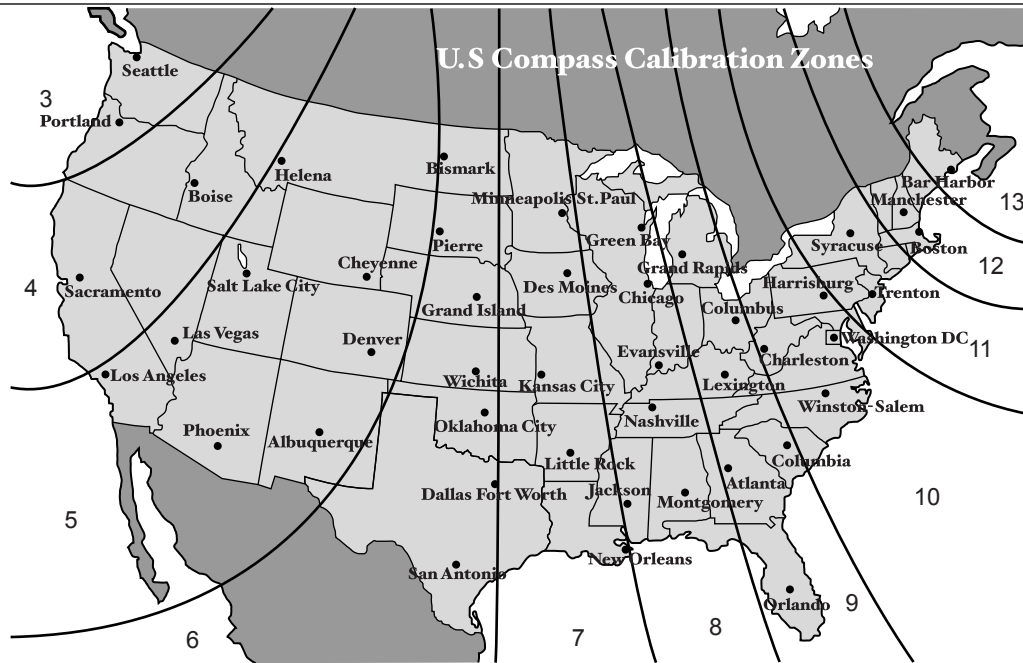 U.S Compass Calibration Zones
Seattle
3
Portland
Bismark
Helena
Boise
Bar Harbor
Minneapolis St.Paul
Manchester
13
Green Bay
Pierre
Syracuse
Boston
Cheyenne
Grand Rapids
12
4
Sacramento
Salt Lake City
Des Moines
Harrisburg
Chicago
Trenton
Grand Island
Columbus
Las Vegas
Denver
Washington DC
11
Evansville
Charleston
Los Angeles
Wichita
Kansas City
Lexington
Winston-Salem
Nashville
Oklahoma City
Phoenix
Albuquerque
Little Rock
Columbia
Atlanta
Dallas Fort Worth
Jackson
Montgomery
10
5
New Orleans
San Antonio
Orlando
9
8
7
6